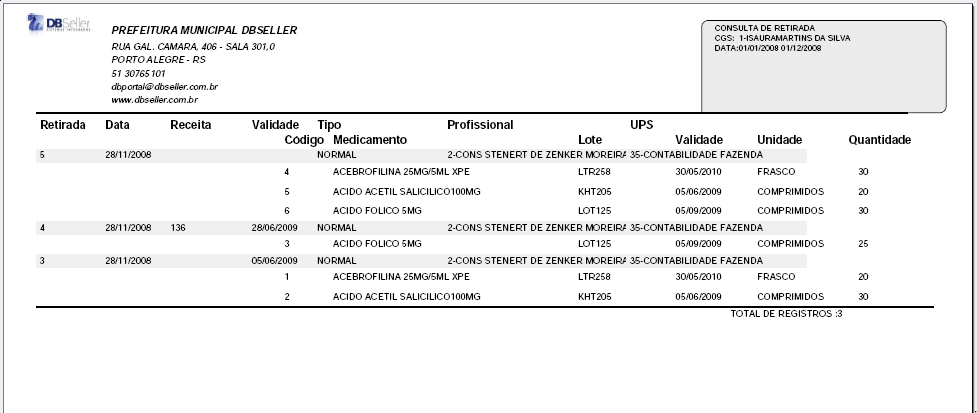 DBSeller
PREFEITURA MUNICIPAL DBSELLER
RUA GAL. CAMARA, 406 - SALA 301,0
PORTO ALEGRE - RS
51 30765101
dbportal@dbseller.com.br
www.dbseller.com.br
CONSULTA DE RETIRADA
CGS: 1-ISAURAMARTINS DA SILVA
DATA:01/01/2008 01/12/2008
Retirada Data Receita Validade Tipo Profissional UPS
Código Medicamento Lote Validade Unidade Quantidade
5 28/11/2008 NORMAL 2-CONS STENERT DE ZENKER MOREIRA 35-CONTABILIDADE FAZENDA
4 ACEBROFILINA 25MG/5ML XPE LTR258 30/05/2010 FRASCO 30
5 ACIDO ACETIL SALICILICO100MG KHT205 05/06/2009 COMPRIMIDOS 20
6 ACIDO FOLICO 5MG LOT125 05/09/2009 COMPRIMIDOS 30
4 28/11/2008 136 28/06/2009 NORMAL 2-CONS STENERT DE ZENKER MOREIRA 35-CONTABILIDADE FAZENDA
3 ACIDO FOLICO 5MG LOT125 05/09/2009 COMPRIMIDOS 25
3 28/11/2008 05/06/2009 NORMAL 2-CONS STENERT DE ZENKER MOREIRA 35-CONTABILIDADE FAZENDA
1 ACEBROFILINA 25MG/5ML XPE LTR258 30/05/2010 FRASCO 20
2 ACIDO ACETIL SALICILICO100MG KHT205 05/06/2009 COMPRIMIDOS 30
TOTAL DE REGISTROS :3